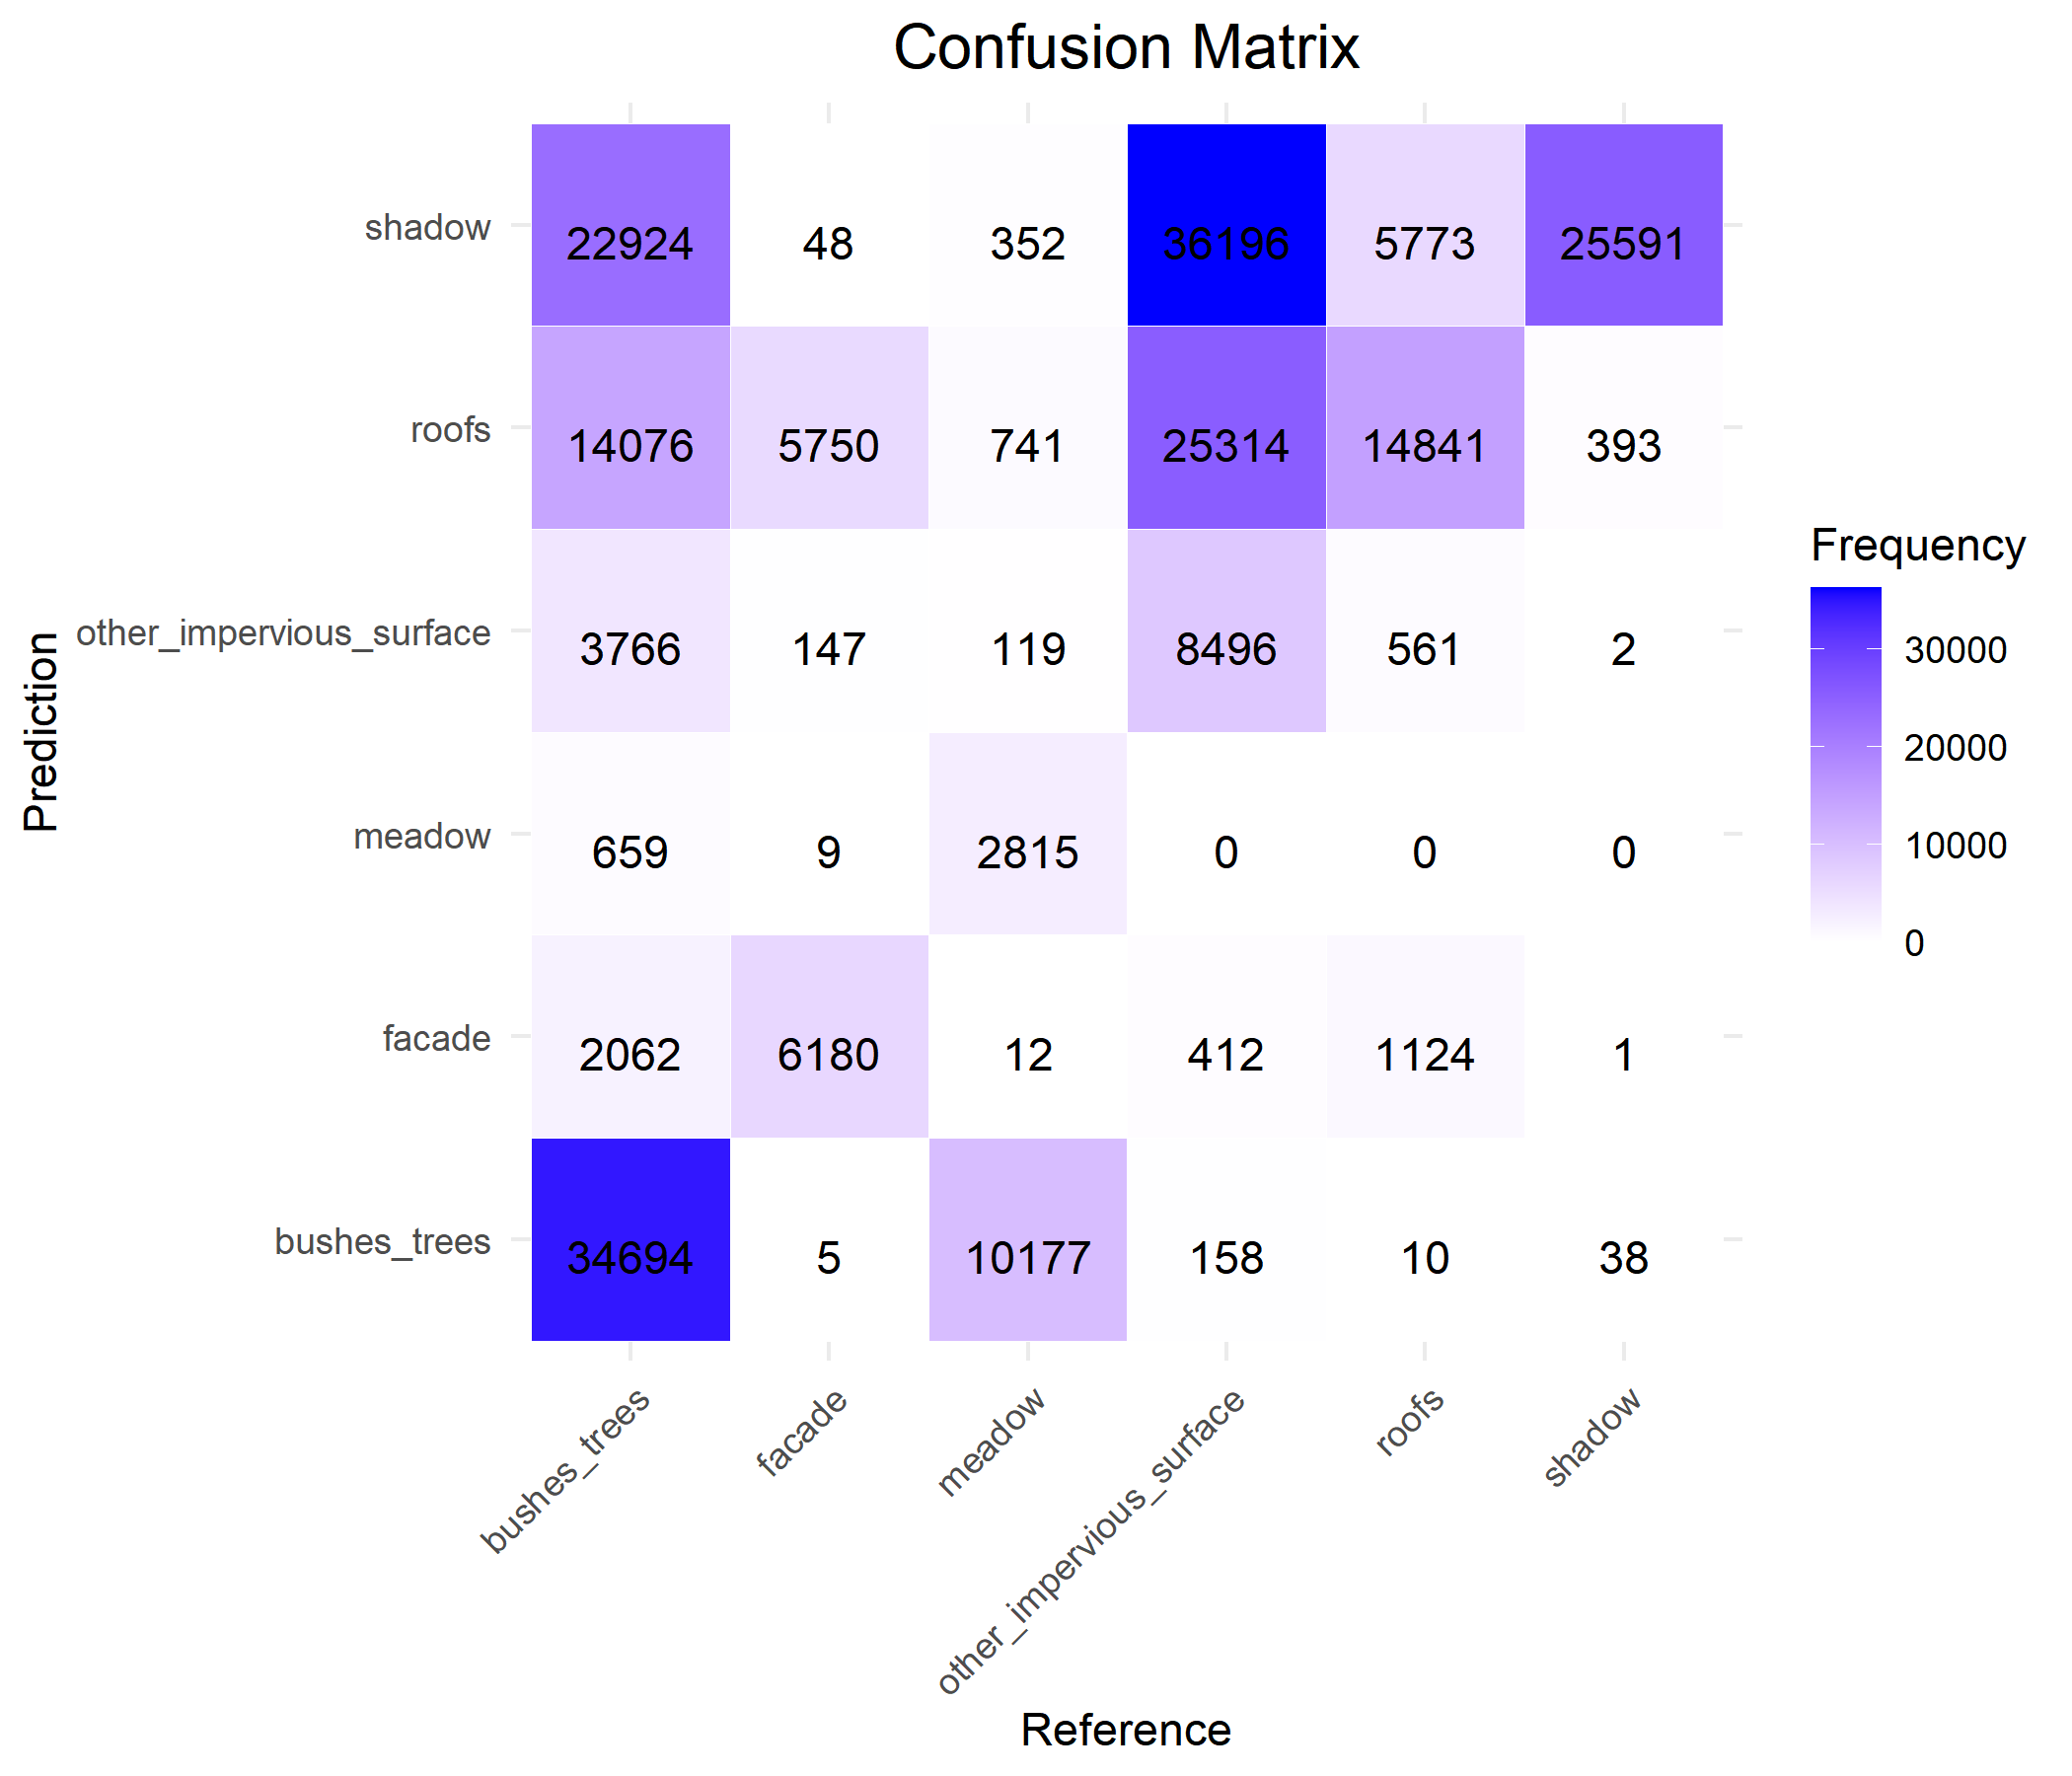 Confusion Matrix
shadow 22924 48 352 36196 5773 25591
roofs 14076 5750 741 25314 14841 393
other_impervious_surface 3766 147 119 8496 561 2
meadow 659 9 2815 0 0 0
facade 2062 6180 12 412 1124 1
bushes_trees 34694 5 10177 158 10 38
Prediction
bushes_trees facade meadow other_impervious_surface roofs shadow
Reference
Frequency
30000
20000
10000
0